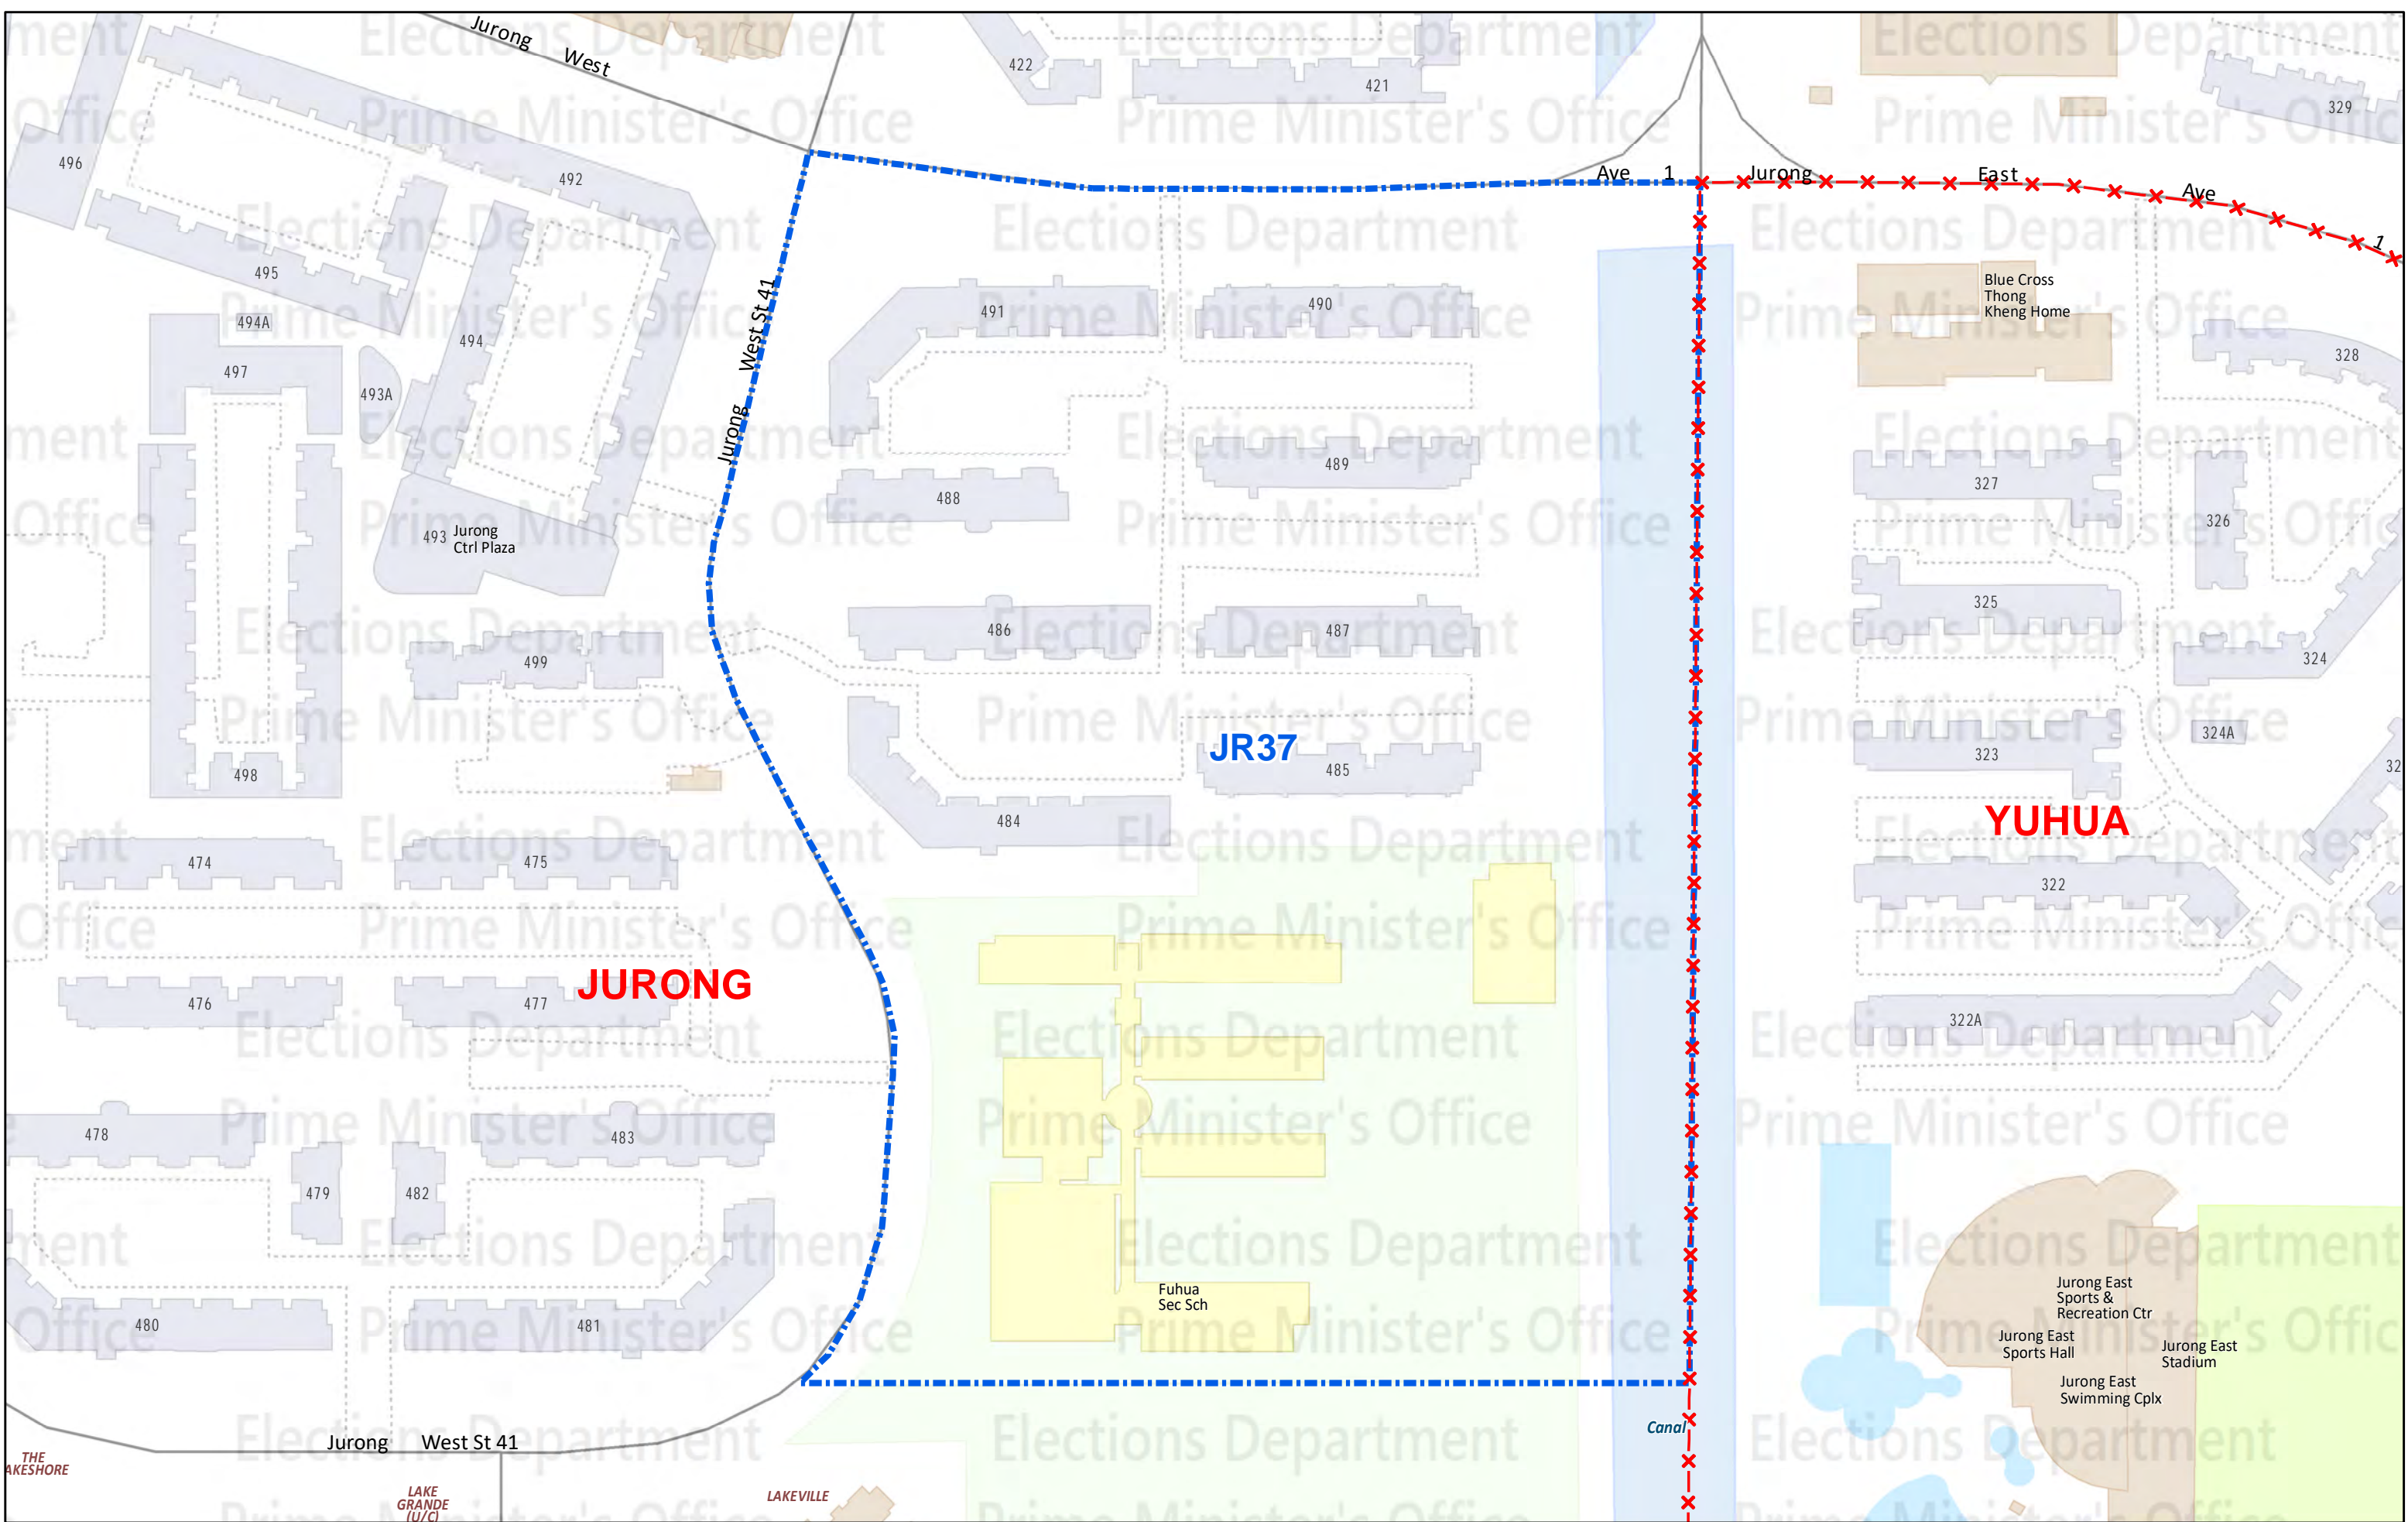 Jurong West
Ave 1
Jurong East Ave 1
422
421
329
496
492
495
494A
494
497
493A
493
Jurong
Ctrl Plaza
Jurong West St 41
491
490
489
488
486
487
499
498
JR37
485
484
474
475
476
477
JURONG
478
479
482
483
480
481
Jurong West St 41
THE
AKESHORE
LAKE
GRANDE
(U/C)
LAKEVILLE
Fuhua
Sec Sch
Canal
Blue Cross
Thong
Kheng Home
328
327
326
325
324
324A
323
32
YUHUA
322
322A
Jurong East
Sports &
Recreation Ctr
Jurong East
Sports Hall
Jurong East
Stadium
Jurong East
Swimming Cplx
Elections Department
Prime Minister's Office